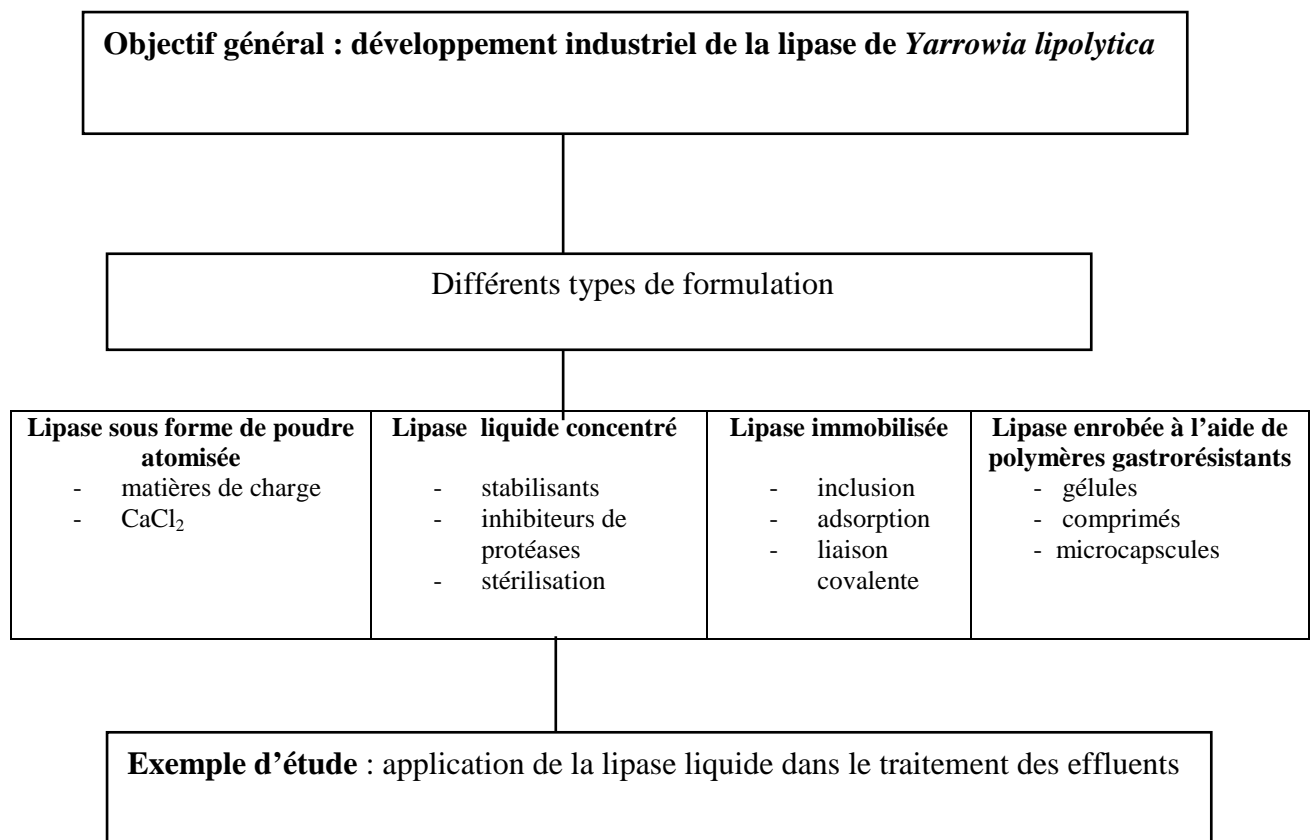 Objectif général : développement industriel de la lipase de Yarrowia lipolytica
Différents types de formulation
Lipase sous forme de poudre
atomisée
- matières de charge
- CaCl₂
Lipase liquide concentré
- stabilisants
- inhibiteurs de
protéases
- stérilisation
Lipase immobilisée
- inclusion
- adsorption
- liaison
covalente
Lipase enrobée à l’aide de
polymères gastrorésistants
- gélules
- comprimés
- microcapscules
Exemple d’étude : application de la lipase liquide dans le traitement des effluents